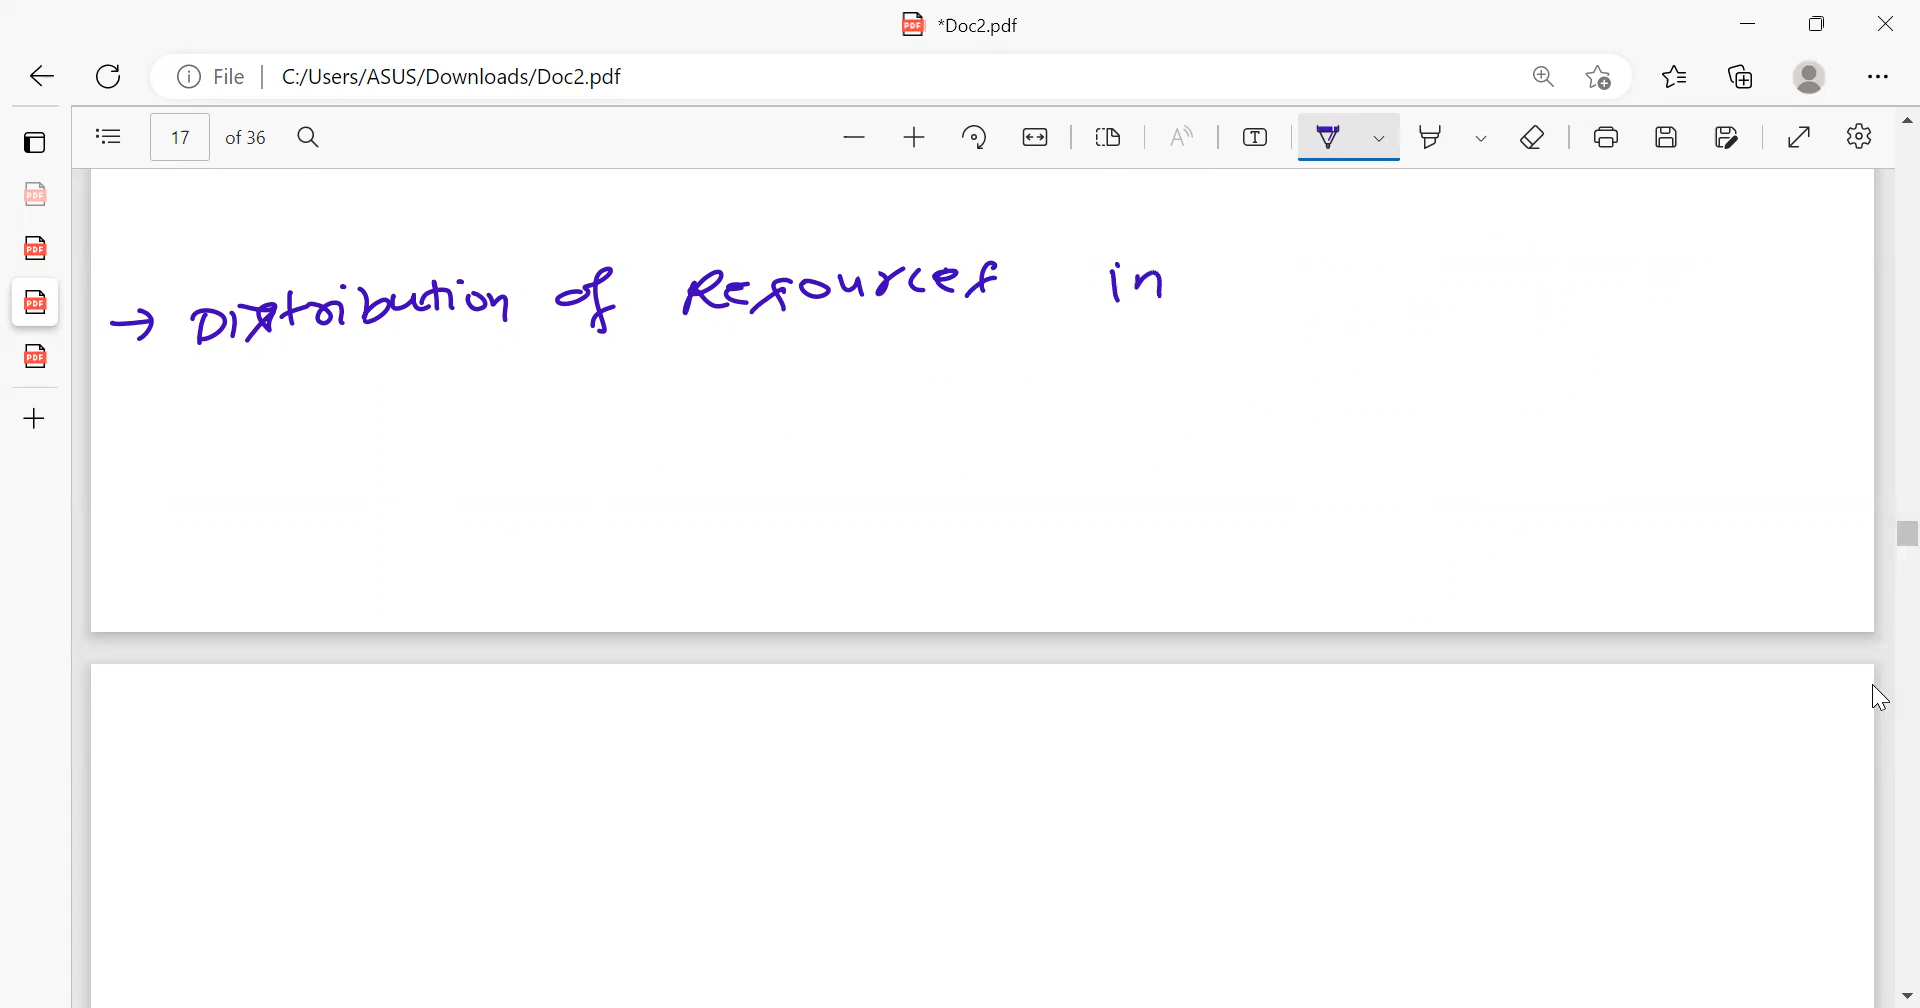 *Doc2.pdf
File C:/Users/ASUS/Downloads/Doc2.pdf
17 of 36
→ Distribution of Resources in